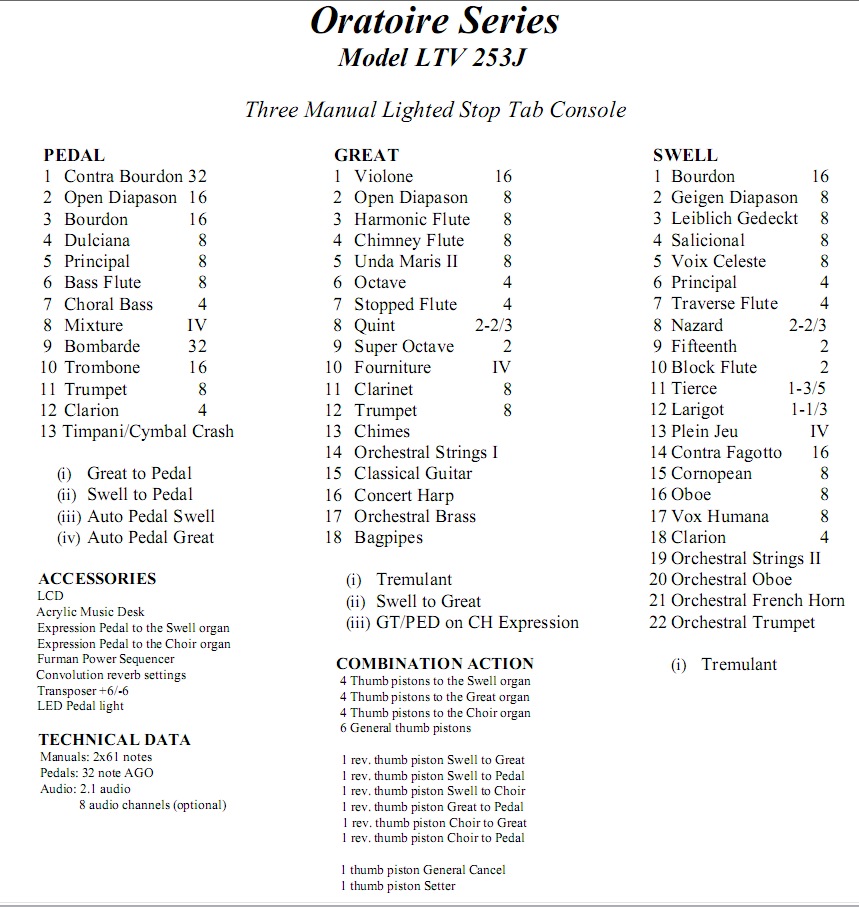 Oratoire Series
Model LTV 253J
Three Manual Lighted Stop Tab Console
PEDAL
1 Contra Bourdon 32
2 Open Diapason 16
3 Bourdon 16
4 Dulciana 8
5 Principal 8
6 Bass Flute 8
7 Choral Bass 4
8 Mixture IV
9 Bombarde 32
10 Trombone 16
11 Trumpet 8
12 Clarion 4
13 Timpani/Cymbal Crash
(i) Great to Pedal
(ii) Swell to Pedal
(iii) Auto Pedal Swell
(iv) Auto Pedal Great
ACCESSORIES
LCD
Acrylic Music Desk
Expression Pedal to the Swell organ
Expression Pedal to the Choir organ
Furman Power Sequencer
Convolution reverb settings
Transposer +6/-6
LED Pedal light
TECHNICAL DATA
Manuals: 2x61 notes
Pedals: 32 note AGO
Audio: 2.1 audio
8 audio channels (optional)
GREAT
1 Violone 16
2 Open Diapason 8
3 Harmonic Flute 8
4 Chimney Flute 8
5 Unda Maris II 8
6 Octave 4
7 Stopped Flute 4
8 Quint 2-2/3
9 Super Octave 2
10 Fourniture IV
11 Clarinet 8
12 Trumpet 8
13 Chimes
14 Orchestral Strings I
15 Classical Guitar
16 Concert Harp
17 Orchestral Brass
18 Bagpipes
(i) Tremulant
(ii) Swell to Great
(iii) GT/PED on CH Expression
COMBINATION ACTION
4 Thumb pistons to the Swell organ
4 Thumb pistons to the Great organ
4 Thumb pistons to the Choir organ
6 General thumb pistons
1 rev. thumb piston Swell to Great
1 rev. thumb piston Swell to Pedal
1 rev. thumb piston Swell to Choir
1 rev. thumb piston Great to Pedal
1 rev. thumb piston Choir to Great
1 rev. thumb piston Choir to Pedal
1 thumb piston General Cancel
1 thumb piston Setter
SWELL
1 Bourdon 16
2 Geigen Diapason 8
3 Leiblich Gedeckt 8
4 Salicional 8
5 Voix Celeste 8
6 Principal 4
7 Traverse Flute 4
8 Nazard 2-2/3
9 Fifteenth 2
10 Block Flute 2
11 Tierce 1-3/5
12 Larigot 1-1/3
13 Plein Jeu IV
14 Contra Fagotto 16
15 Cornopean 8
16 Oboe 8
17 Vox Humana 8
18 Clarion 4
19 Orchestral Strings II
20 Orchestral Oboe
21 Orchestral French Horn
22 Orchestral Trumpet
(i) Tremulant